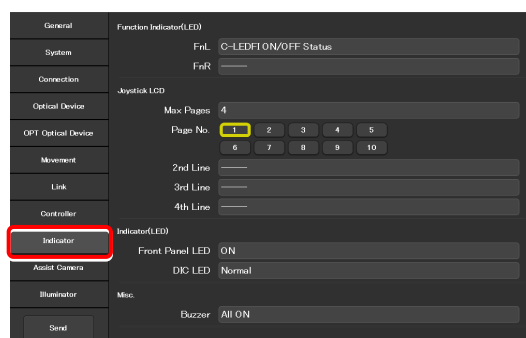 General
System
Connection
Optical Device
OPT Optical Device
Movement
Link
Controller
Indicator
Assist Camera
Illuminator
Send
Function Indicator(LED)
FnL C-LEDFI ON/OFF Status
FnR ——
Joystick LCD
Max Pages 4
Page No. 1 2 3 4 5
6 7 8 9 10
2nd Line ——
3rd Line ——
4th Line ——
Indicator(LED)
Front Panel LED ON
DIC LED Normal
Misc.
Buzzer All ON